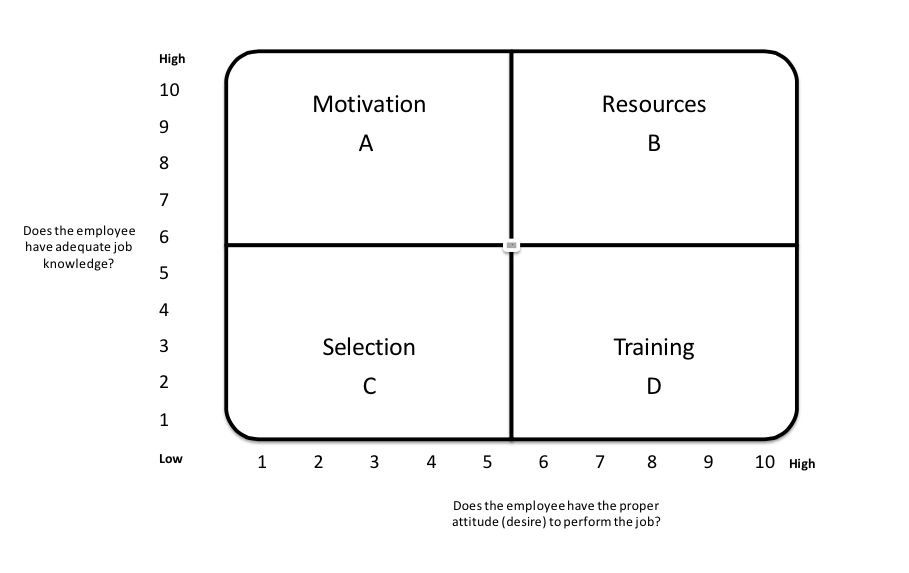 High
10
9
8
7
6
5
4
3
2
1
Low
Does the employee
have adequate job
knowledge?
Motivation
A
Resources
B
Selection
C
Training
D
1 2 3 4 5 6 7 8 9 10 High
Does the employee have the proper
attitude (desire) to perform the job?